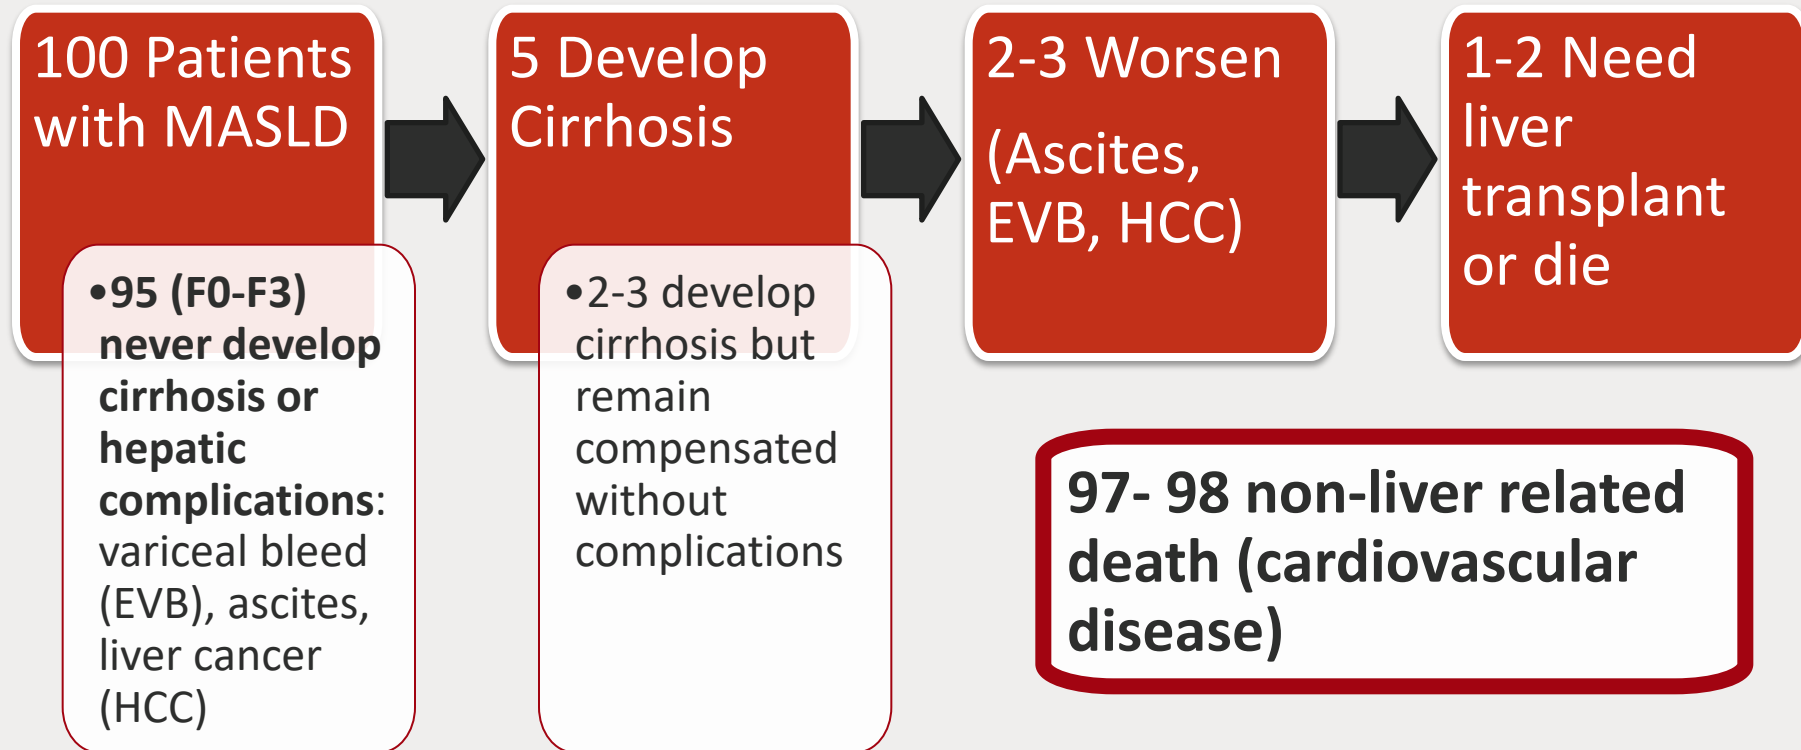 100 Patients
with MASLD
•95 (F0-F3)
never develop
cirrhosis or
hepatic
complications:
variceal bleed
(EVB), ascites,
liver cancer
(HCC)
5 Develop
Cirrhosis
•2-3 develop
cirrhosis but
remain
compensated
without
complications
2-3 Worsen
(Ascites,
EVB, HCC)
1-2 Need
liver
transplant
or die
97- 98 non-liver related
death (cardiovascular
disease)